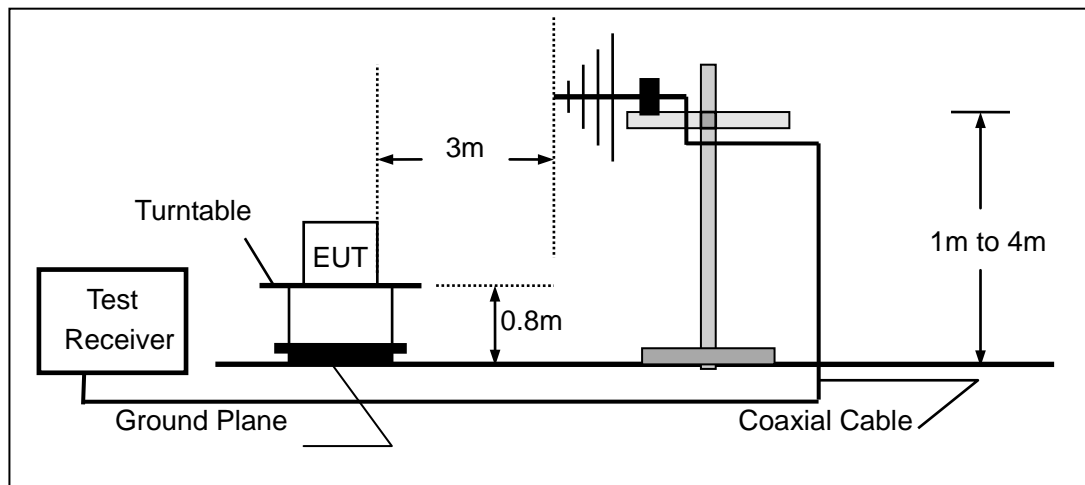 3m
Turntable
EUT
1m to 4m
Test
Receiver
0.8m
Ground Plane
Coaxial Cable